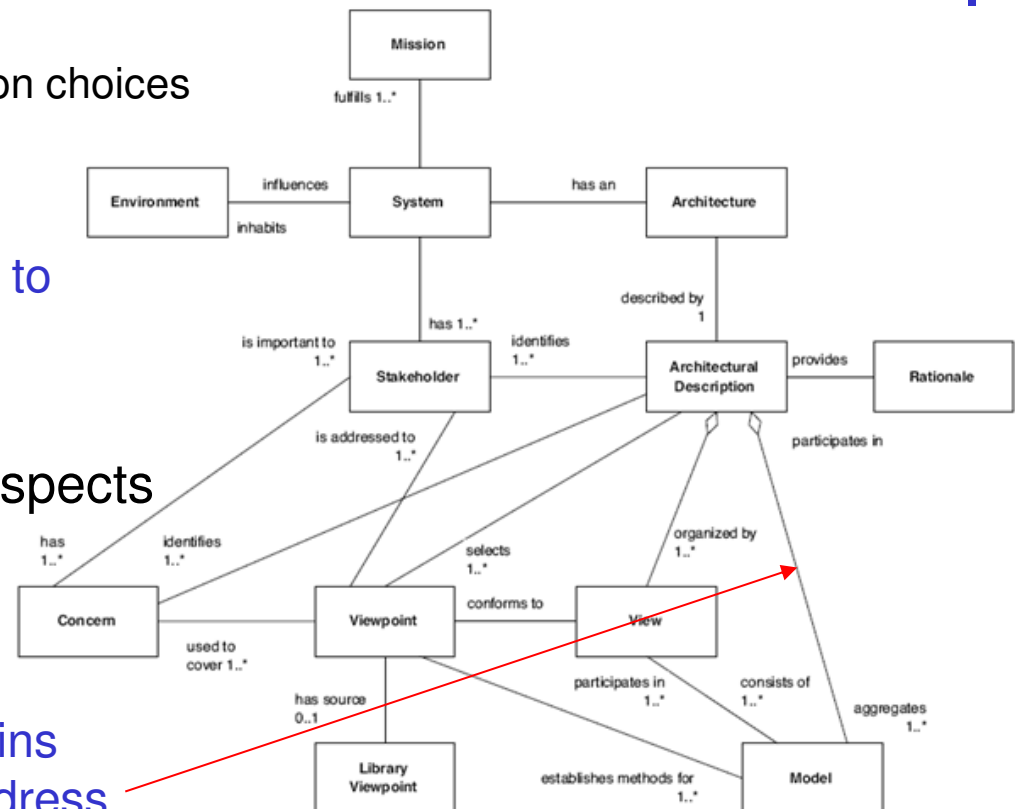 Mission
on choices
fulfills 1..*
influences
has an
Environment
System
Architecture
inhabits
to
described by
1
has 1..*
is important to
1..*
identifies
1..*
Stakeholder
Architectural
Description
provides
Rationale
is addressed to
1..*
participates in
spects
has
1..*
identifies
1..*
selects
1..*
organized by
1..*
conforms to
Concern
Viewpoint
View
used to
cover 1..*
participates in
1..*
consists of
1..*
has source
0..1
aggregates
1..*
ins
dress
Library
Viewpoint
establishes methods for
1..*
Model